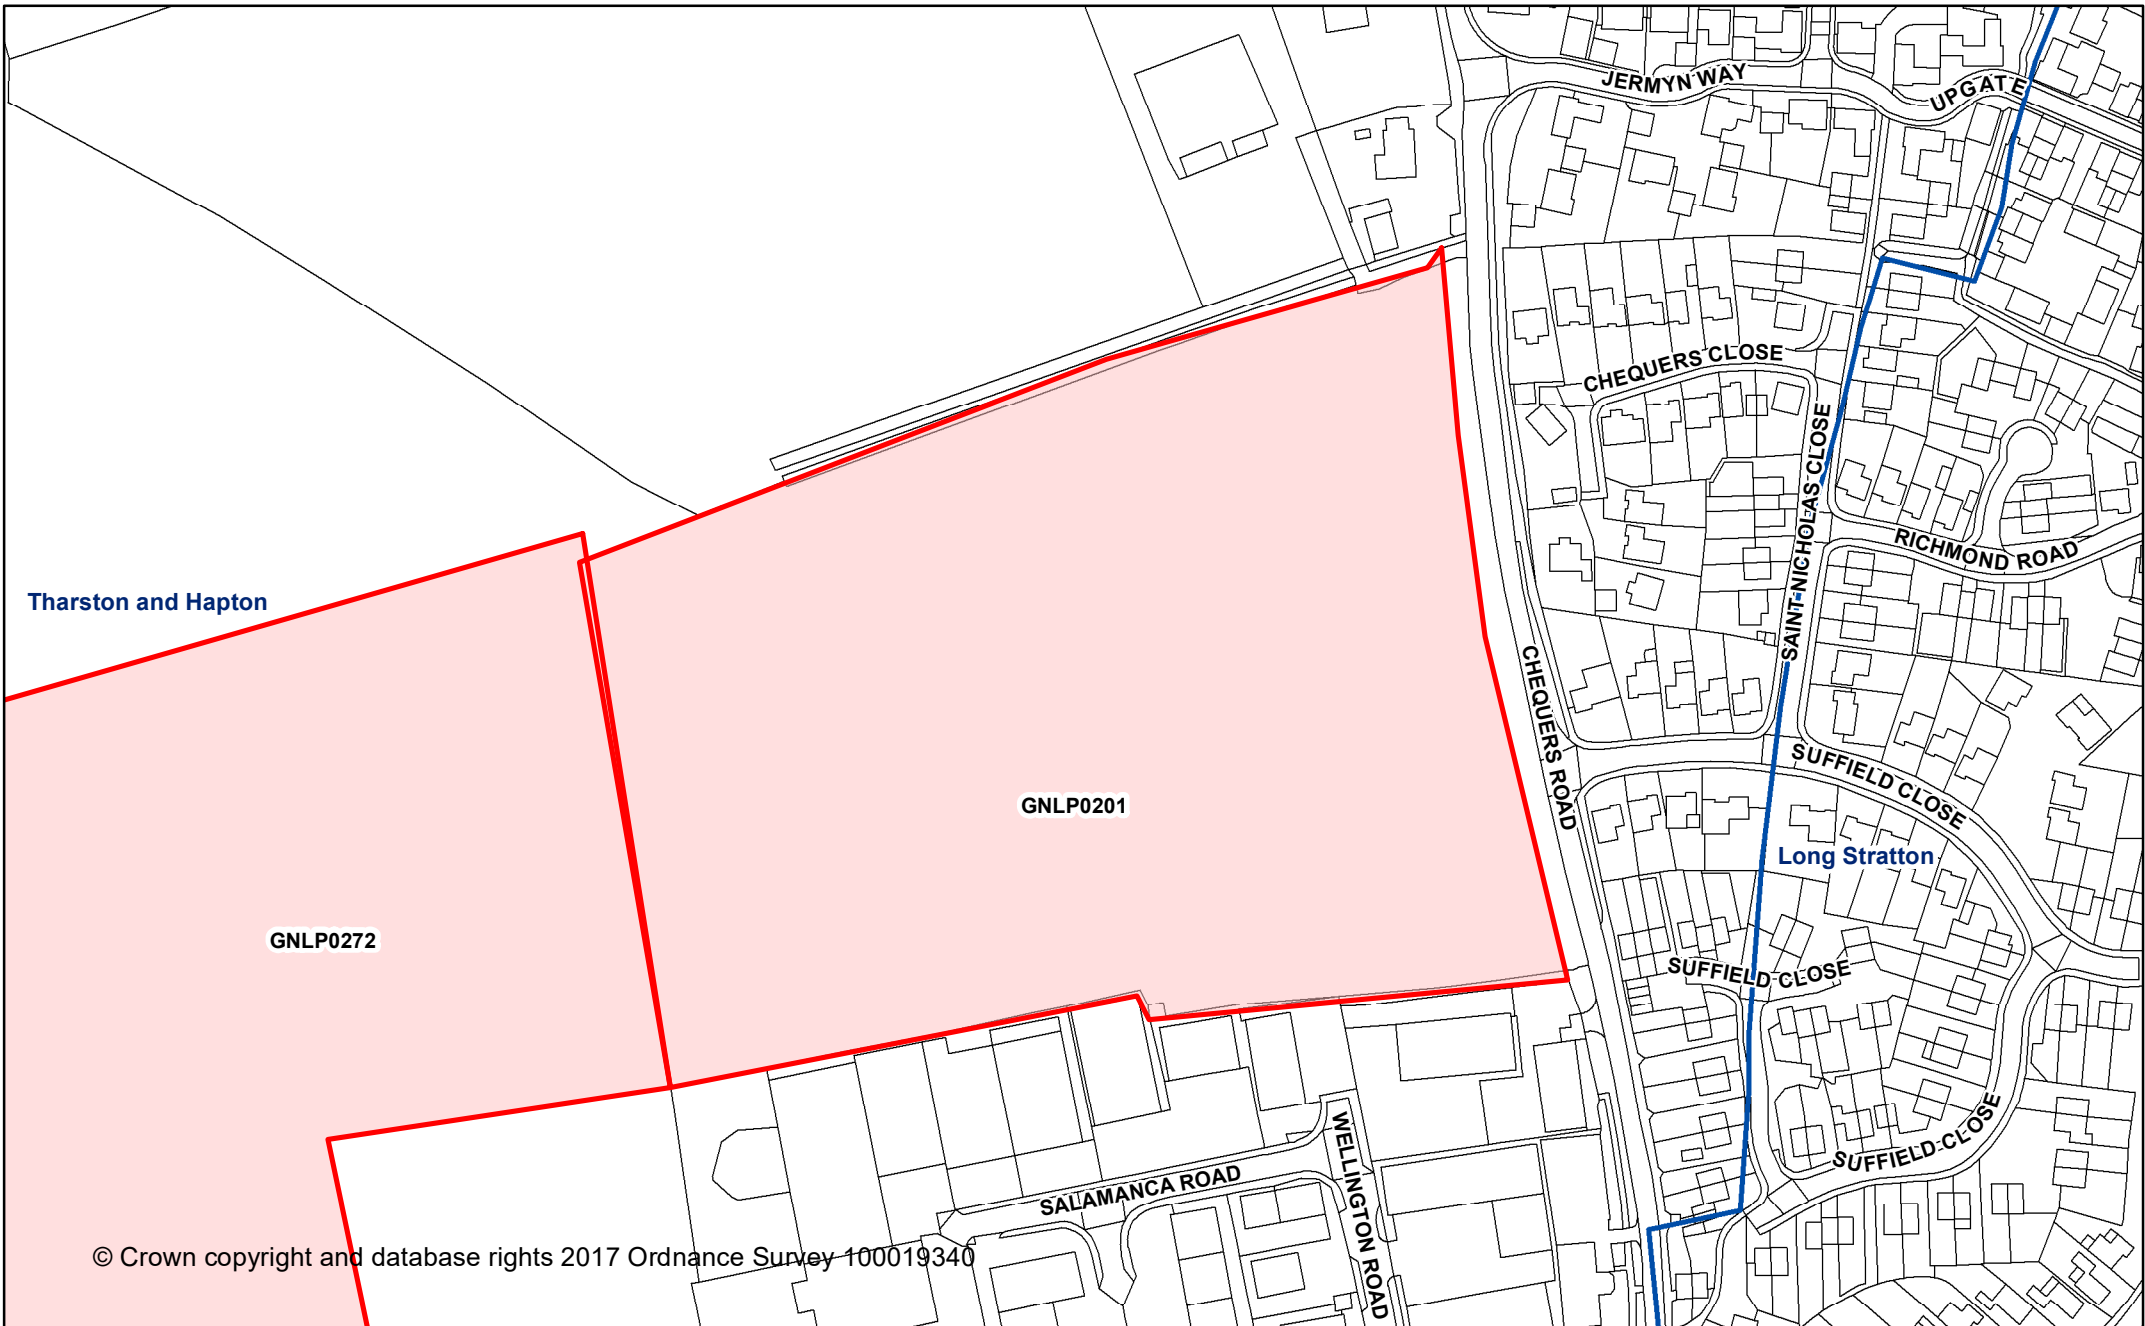 JERMYN WAY
UPGATE
CHEQUERS CLOSE
SAINT NICHOLAS CLOSE
RICHMOND ROAD
Tharston and Hapton
CHEQUERS ROAD
SUFFIELD CLOSE
GNLP0201
Long Stratton
GNLP0272
SUFFIELD CLOSE
SUFFIELD CLOSE
SALAMANCA ROAD
WELLINGTON ROAD
© Crown copyright and database rights 2017 Ordnance Survey 100019340